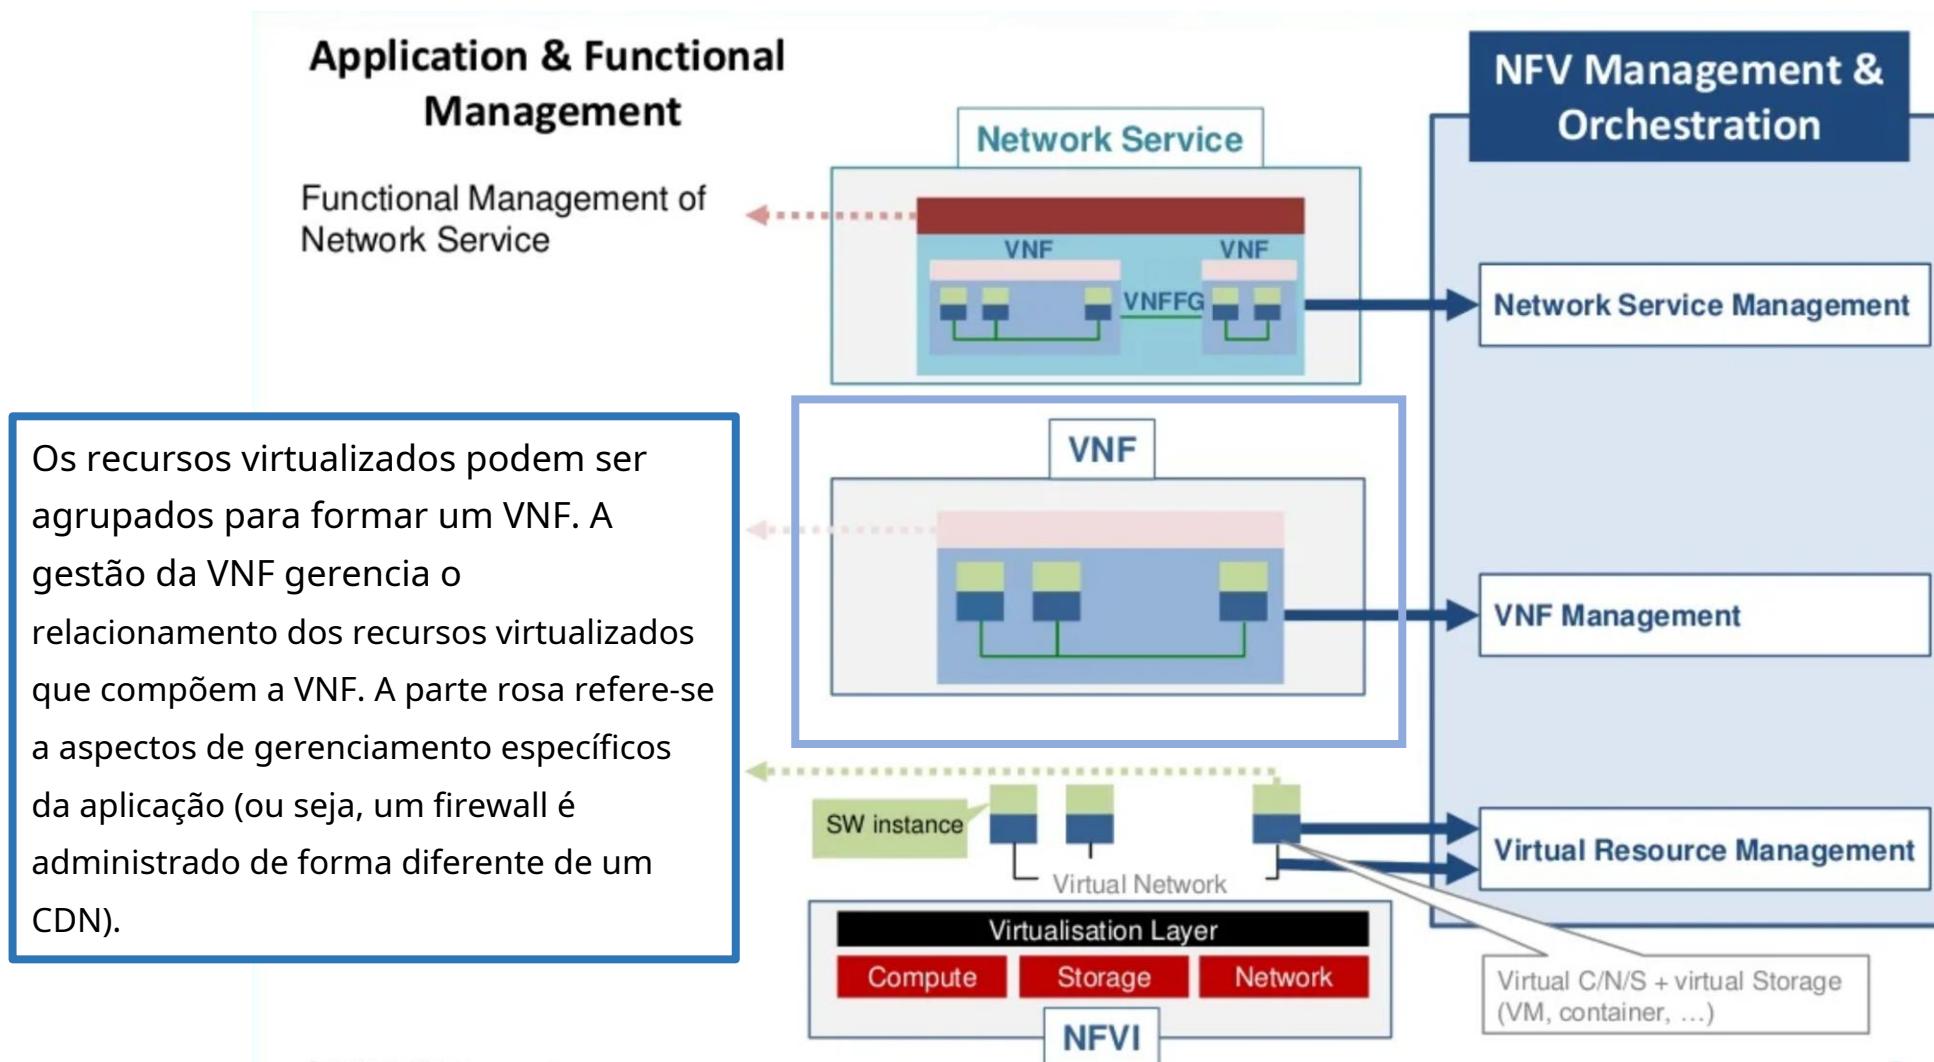 Application & Functional
Management
NFV Management &
Orchestration
Network Service
Functional Management of
Network Service
VNF
VNF
VNFFG
Network Service Management
Os recursos virtualizados podem ser
agrupados para formar um VNF. A
gestão da VNF gerencia o
relacionamento dos recursos virtualizados
que compõem a VNF. A parte rosa refere-se
a aspectos de gerenciamento específicos
da aplicação (ou seja, um firewall é
administrado de forma diferente de um
CDN).
VNF
VNF Management
SW instance
Virtual Network
Virtual Resource Management
Virtualisation Layer
Compute
Storage
Network
NFVI
Virtual C/N/S + virtual Storage
(VM, container, …)